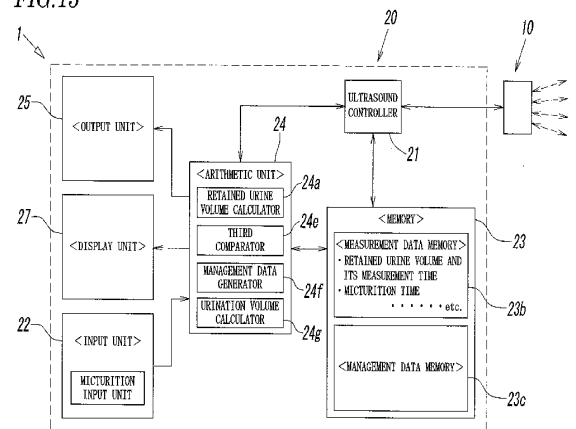 FIG.15
1
20
10
25
<OUTPUT UNIT>
ULTRASOUND
CONTROLLER
21
24
<ARITHMETIC UNIT>
RETAINED URINE
VOLUME CALCULATOR
24a
THIRD
COMPARATOR
24e
MANAGEMENT DATA
GENERATOR
24f
URINATION VOLUME
CALCULATOR
24g
27
<DISPLAY UNIT>
22
<INPUT UNIT>
MICTURITION
INPUT UNIT
<MEMORY>
23
<MEASUREMENT DATA MEMORY>
・RETAINED URINE VOLUME AND
ITS MEASUREMENT TIME
・MICTURITION TIME
・・・・・・etc.
23b
<MANAGEMENT DATA MEMORY>
23c